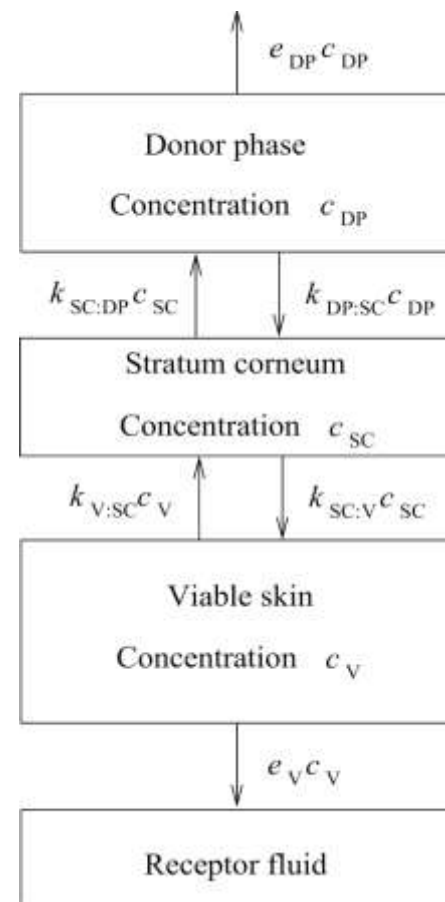 e_DP c_DP
Donor phase
Concentration c_DP
k_SC:DP c_SC k_DP:SC c_DP
Stratum corneum
Concentration c_SC
k_V:SC c_V k_SC:V c_SC
Viable skin
Concentration c_V
e_V c_V
Receptor fluid